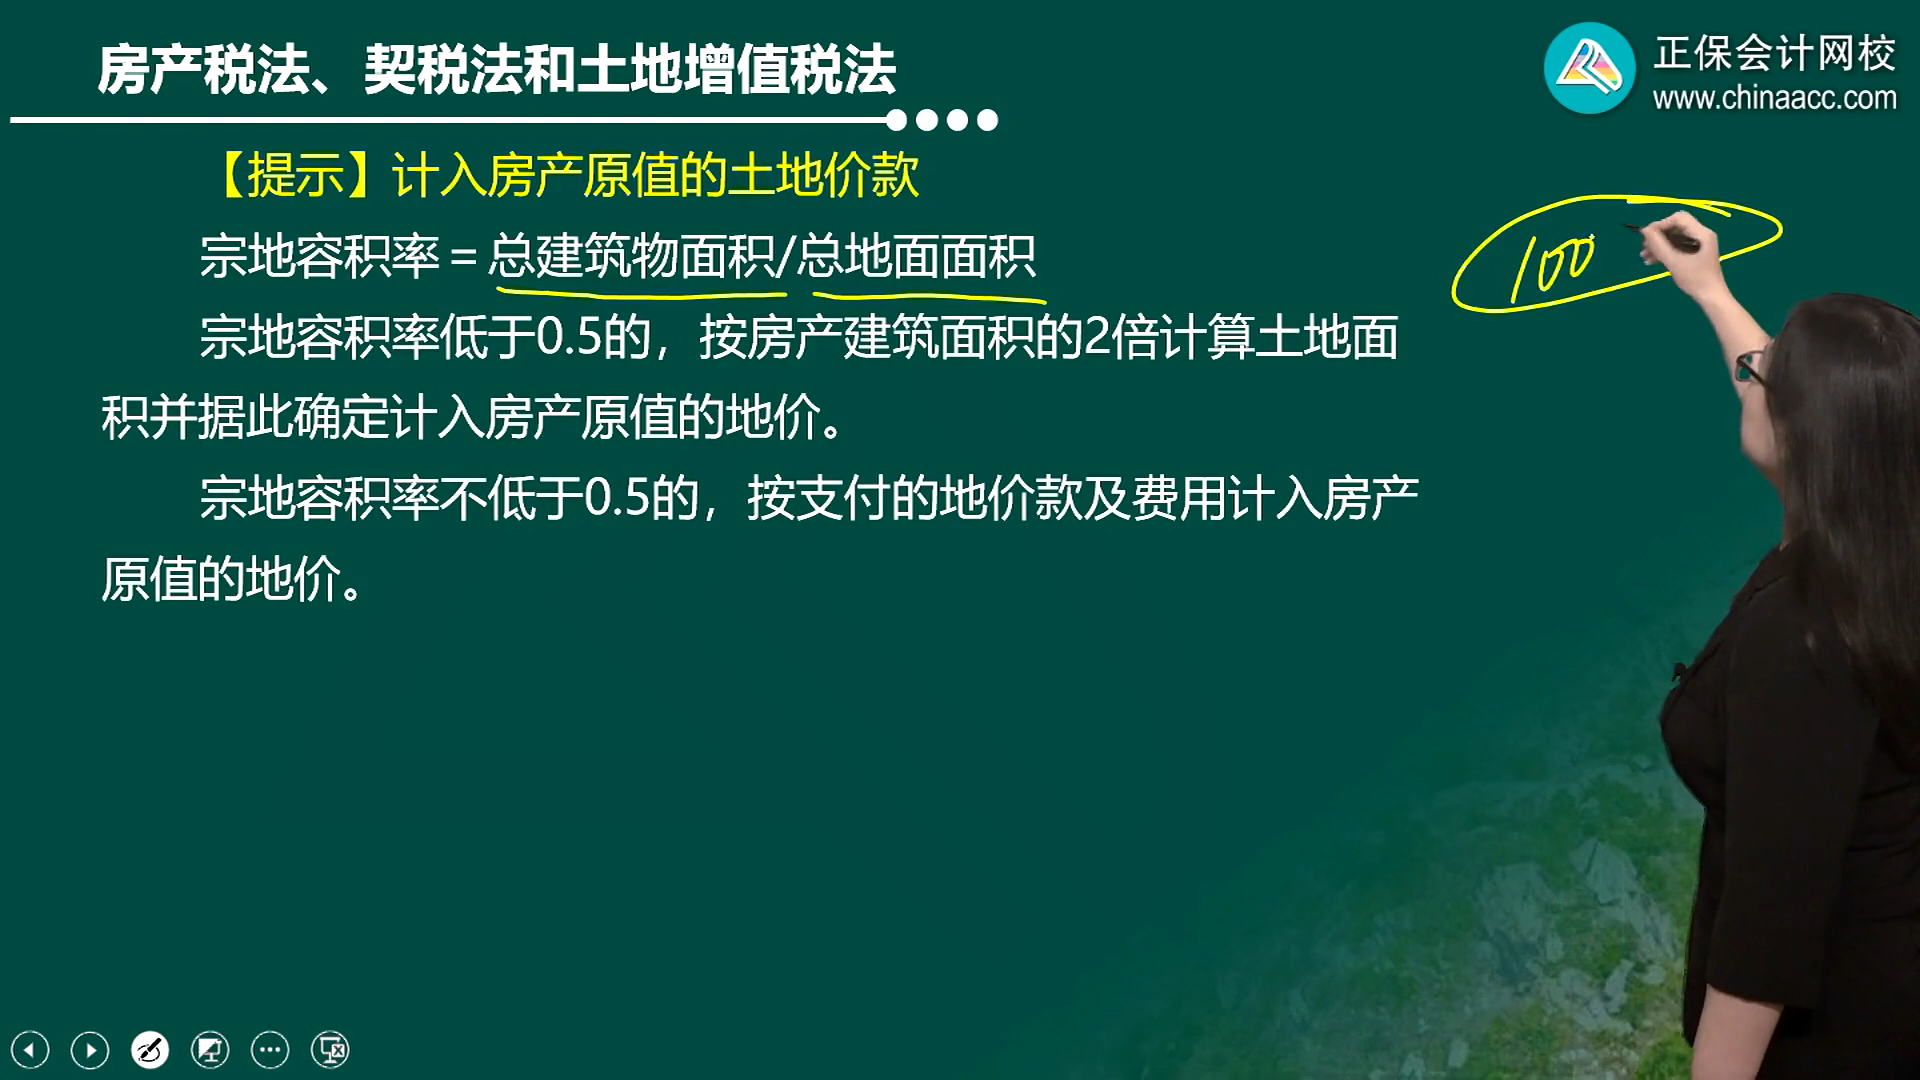 房产税法、契税法和土地增值税法
正保会计网校
www.chinaacc.com
【提示】计入房产原值的土地价款
宗地容积率＝总建筑物面积/总地面面积
100
宗地容积率低于0.5的，按房产建筑面积的2倍计算土地面
积并据此确定计入房产原值的地价。
宗地容积率不低于0.5的，按支付的地价款及费用计入房产
原值的地价。